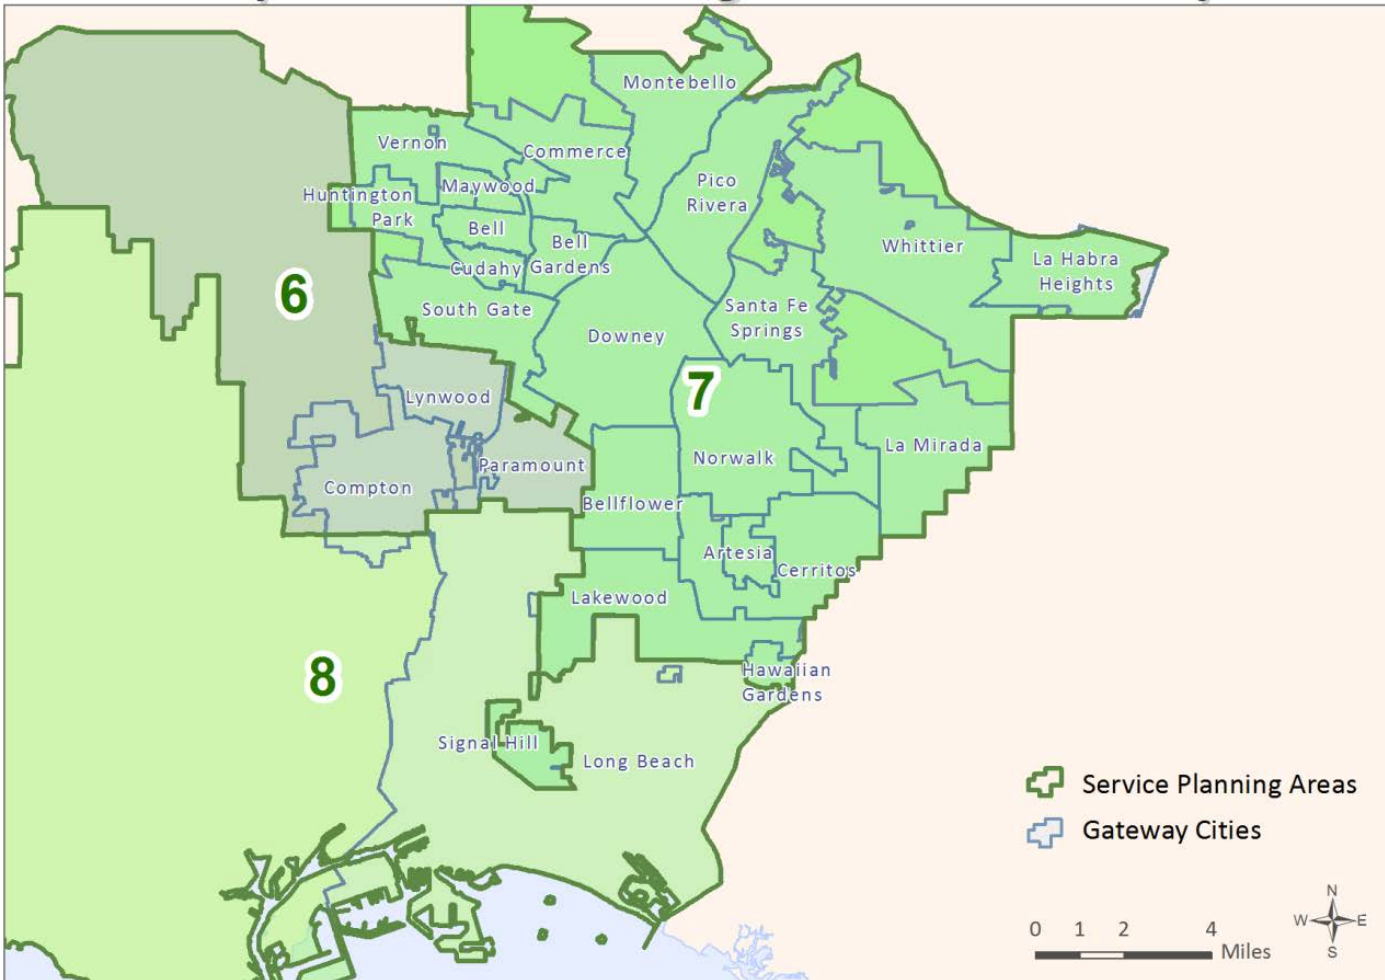 Montebello
Vernon
Commerce
Huntington
Park
Maywood
Pico
Rivera
Bell
Bell
Gardens
Whittier
La Habra
Heights
Cudahy
6
South Gate
Santa Fe
Springs
Downey
7
Lynwood
La Mirada
Norwalk
Paramount
Compton
Bellflower
Artesia
Cerritos
Lakewood
8
Hawaiian
Gardens
Signal Hill
Long Beach
Service Planning Areas
Gateway Cities
N
W
E
S
0 1 2 4
Miles